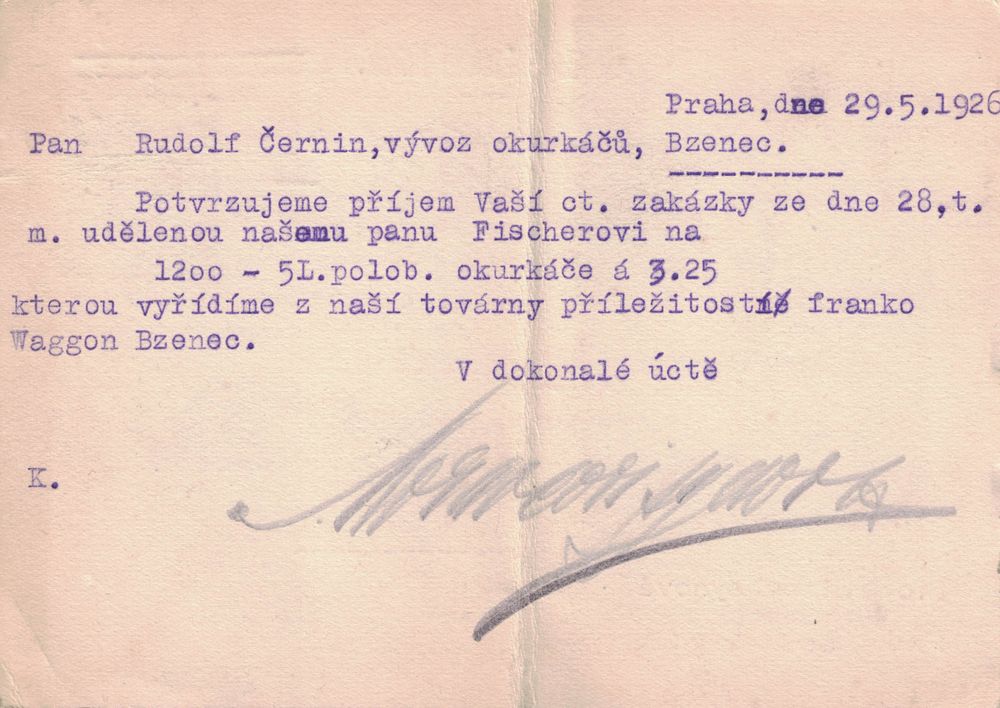 Praha,dne 29.5.1926
Pan Rudolf Černin,vývoz okurkáčů, Bzenec.
Potvrzujeme příjem Vaší ct. zakázky ze dne 28,t.
m. udělenou našemu panu Fischerovi na
12oo - 5L.polob. okurkáče á 3.25
kterou vyřídíme z naší továrny příležitostně franko
Waggon Bzenec.
V dokonalé úctě
K.